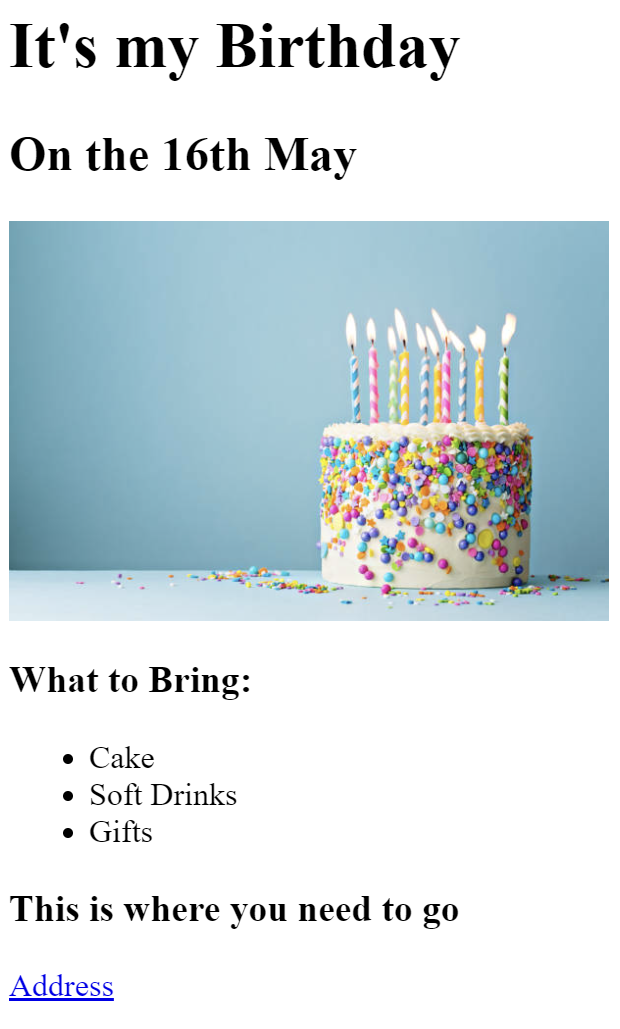 It's my Birthday
On the 16th May
What to Bring:
Cake
Soft Drinks
Gifts
This is where you need to go
Address